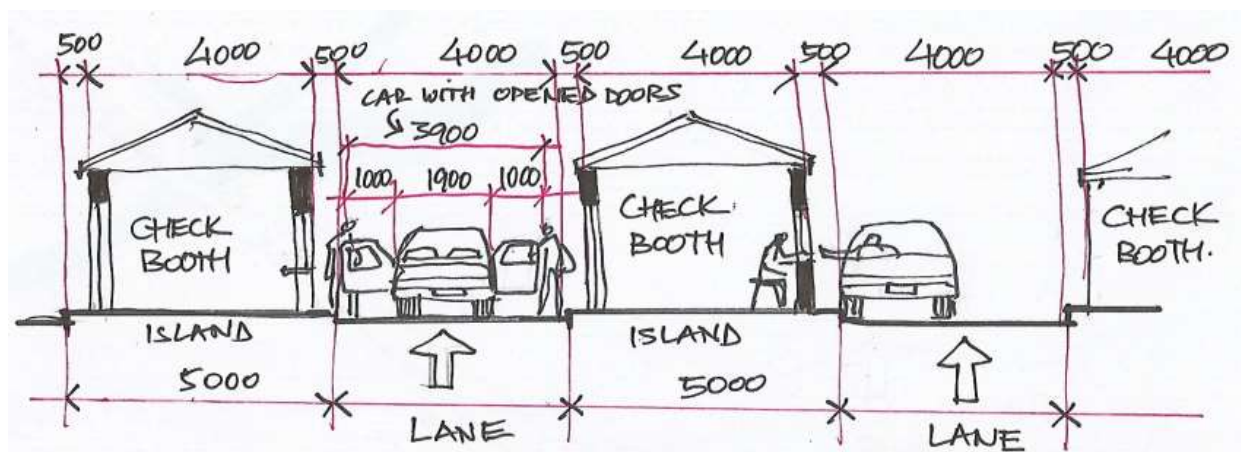 500 4000 500 4000 500 4000 500 4000 500 4000
CAR WITH OPENED DOORS
3900
1000 1900 1000
CHECK
BOOTH
CHECK
BOOTH
CHECK
BOOTH.
ISLAND
ISLAND
5000
5000
LANE
LANE